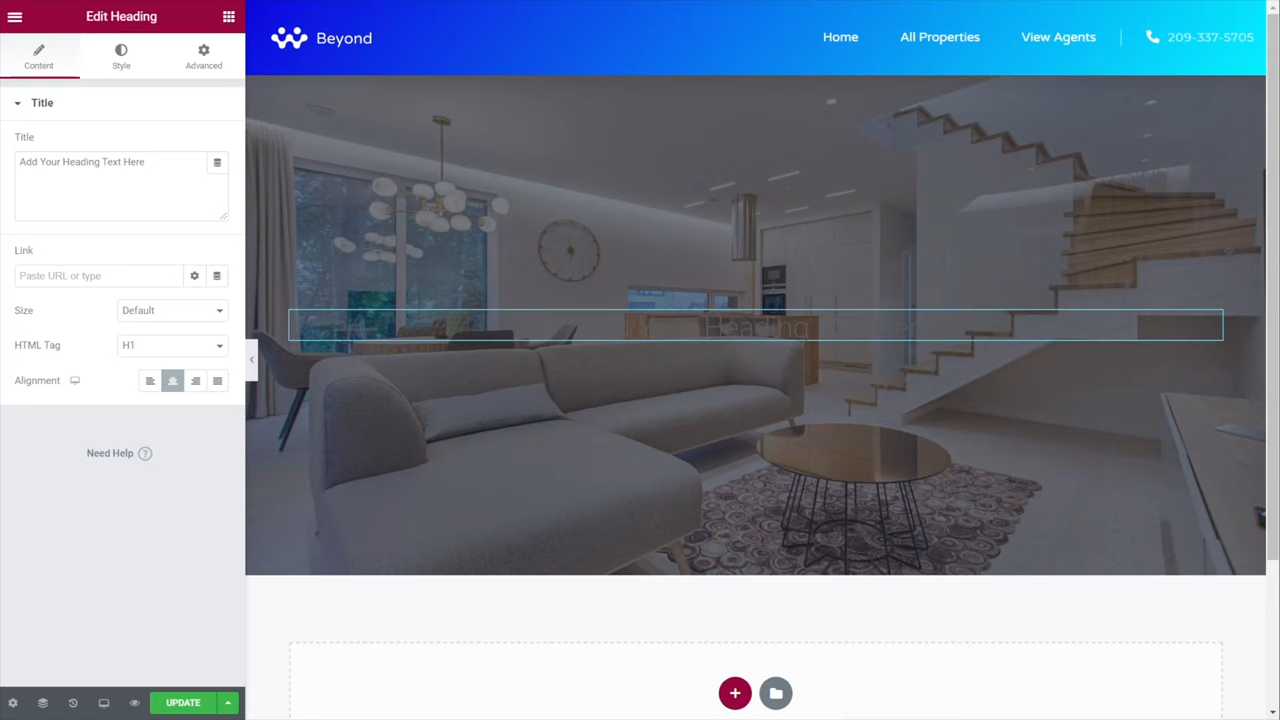 Edit Heading
Content
Style
Advanced
Title
Title
Add Your Heading Text Here
Link
Paste URL or type
Size
Default
HTML Tag
H1
Alignment
Need Help ?
UPDATE
Beyond
Home
All Properties
View Agents
209-337-5705
Heading